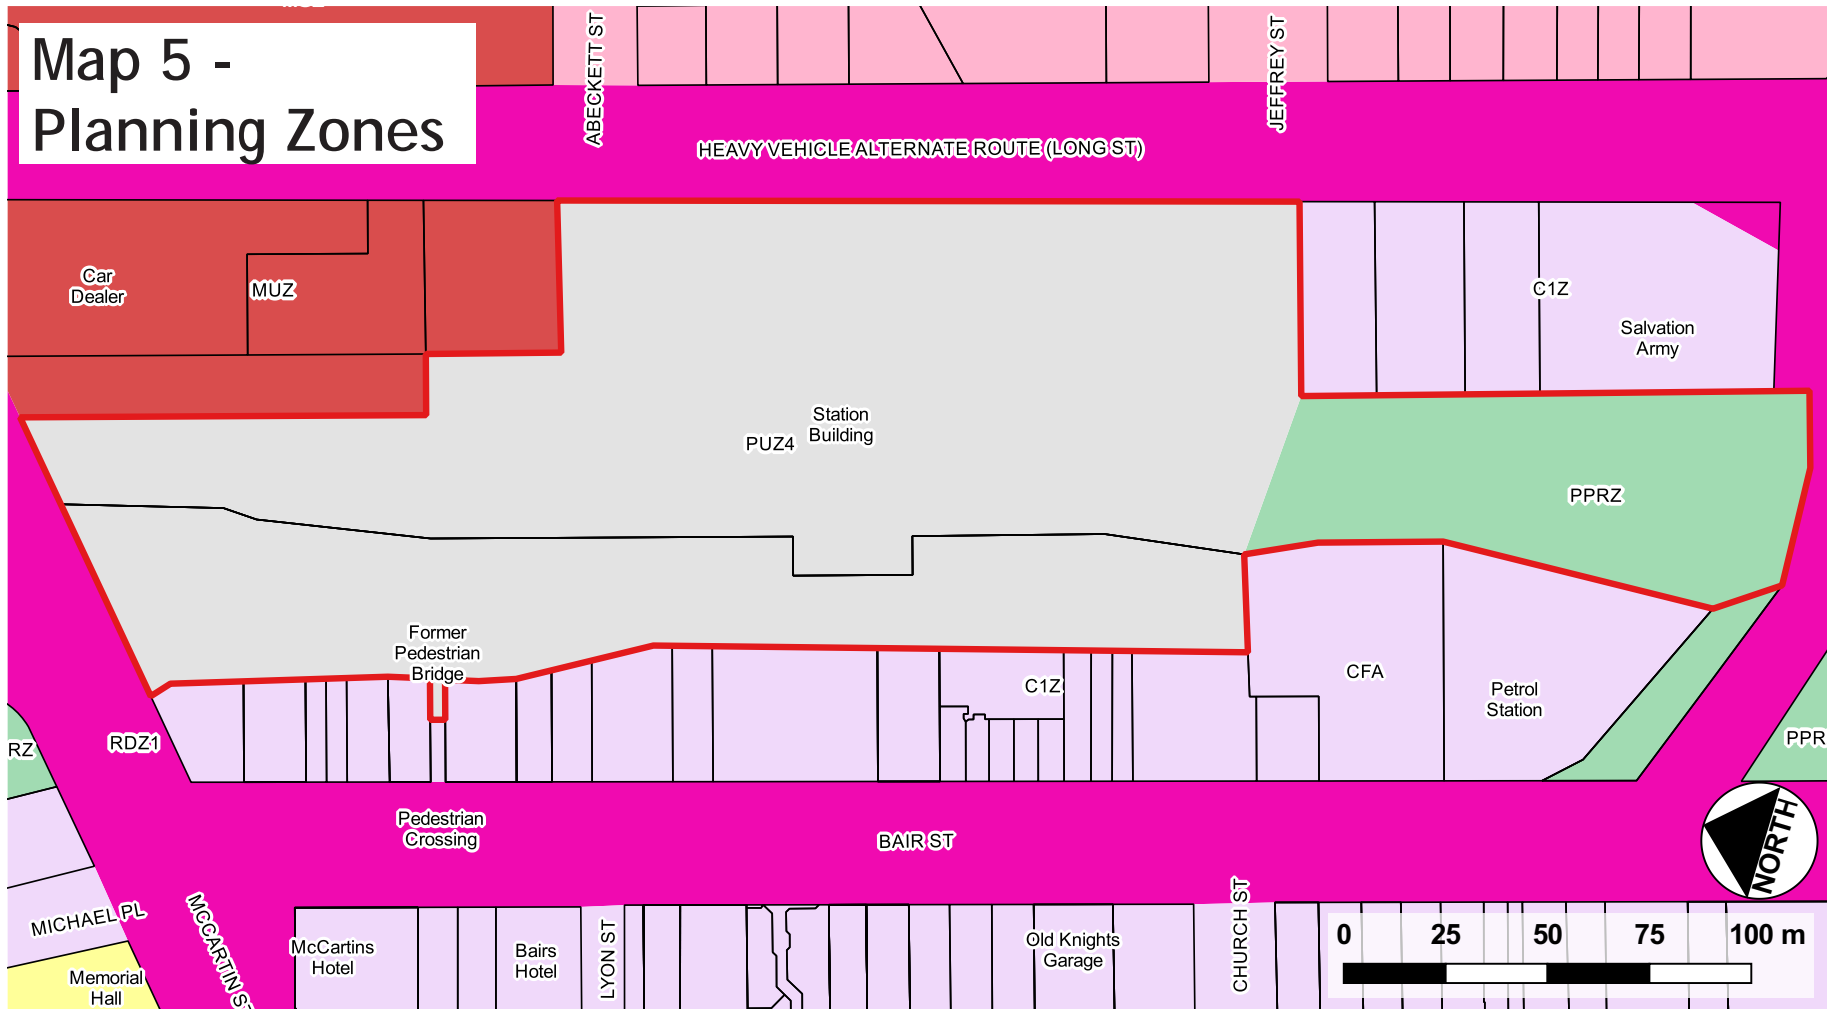 Map 5 -
Planning Zones
ABECKETT ST
JEFFREY ST
HEAVY VEHICLE ALTERNATE ROUTE (LONG ST)
Car
Dealer
MUZ
C1Z
Salvation
Army
Station
Building
PUZ4
PPRZ
Former
Pedestrian
Bridge
C1Z
CFA
Petrol
Station
RZ
RDZ1
PPR
Pedestrian
Crossing
BAIR ST
NORTH
MICHAEL PL
MCCARTIN ST
McCartins
Hotel
Bairs
Hotel
LYON ST
Old Knights
Garage
CHURCH ST
Memorial
Hall
0 25 50 75 100 m